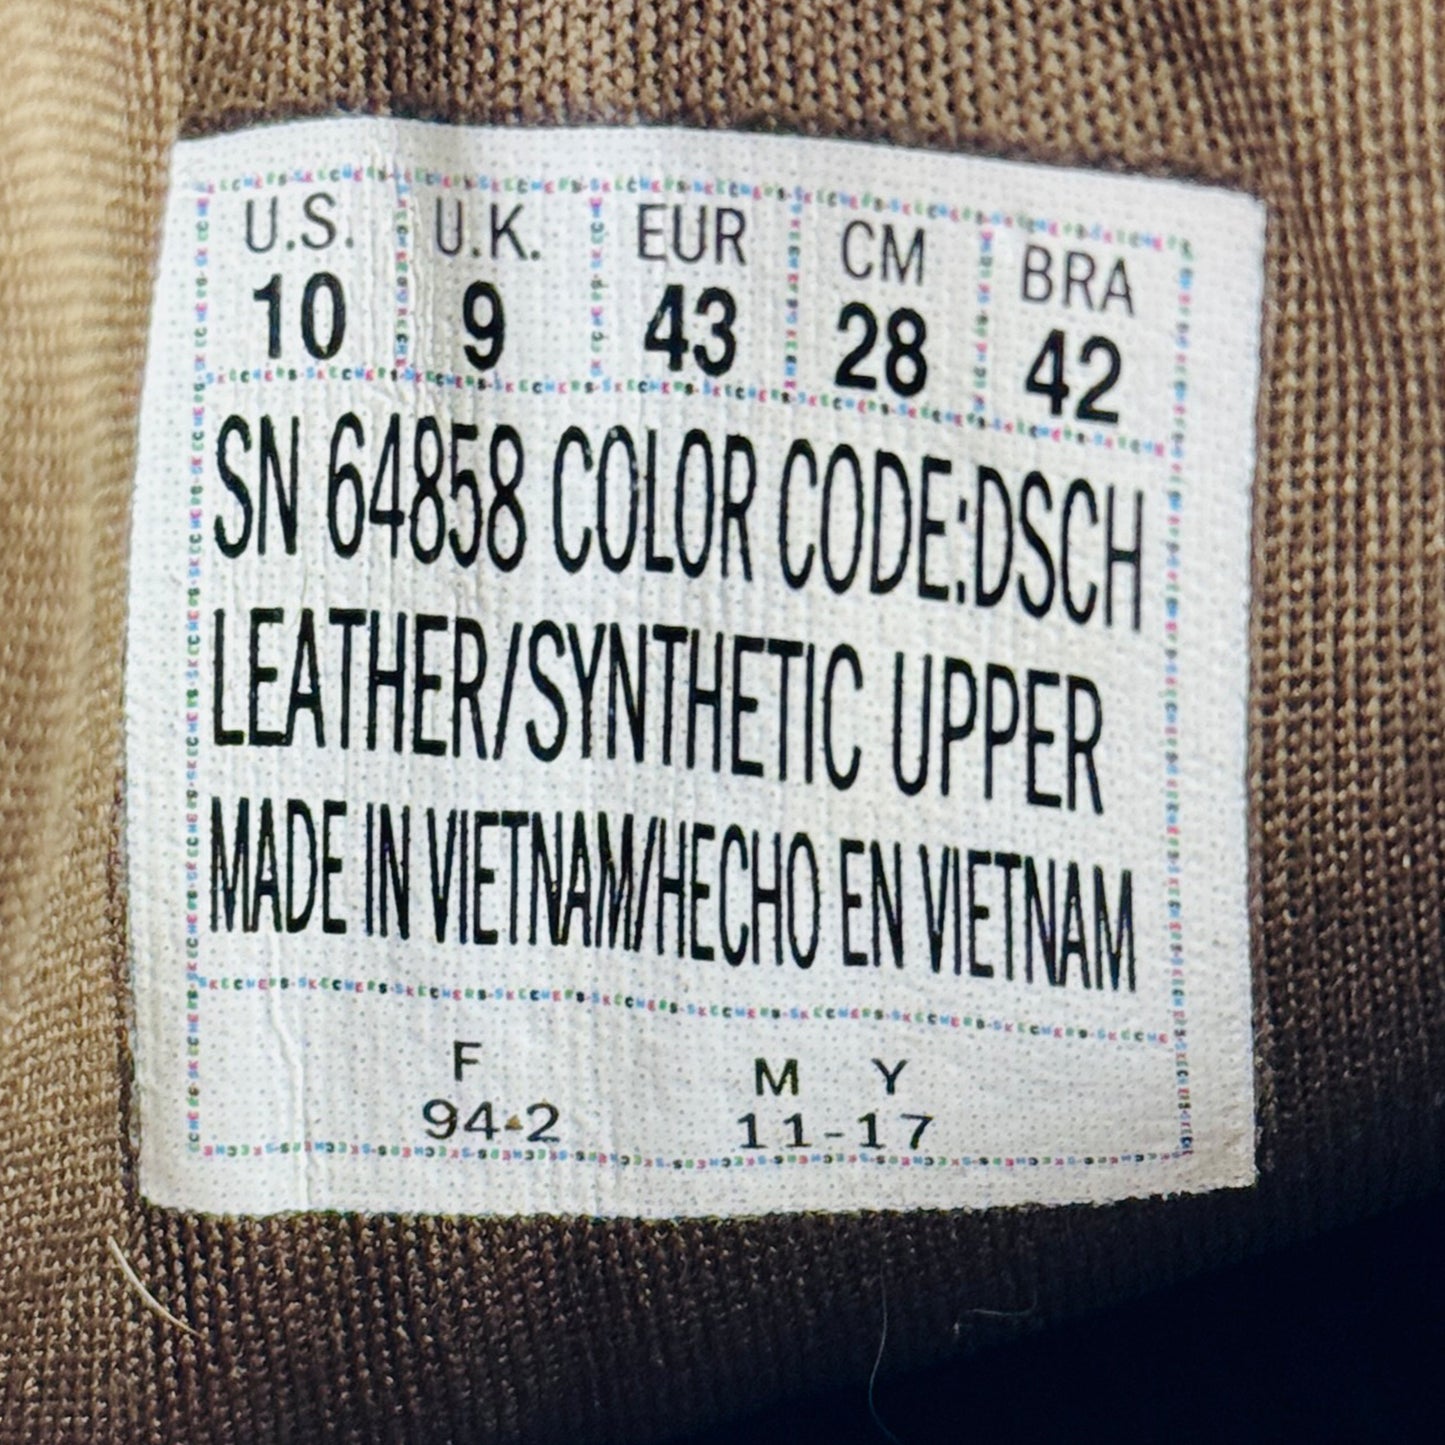 U.S. U.K. EUR CM BRA
10 9 43 28 42
SN 64858 COLOR CODE:DSCH
LEATHER/SYNTHETIC UPPER
MADE IN VIETNAM/HECHO EN VIETNAM
F M Y
94-2 11-17